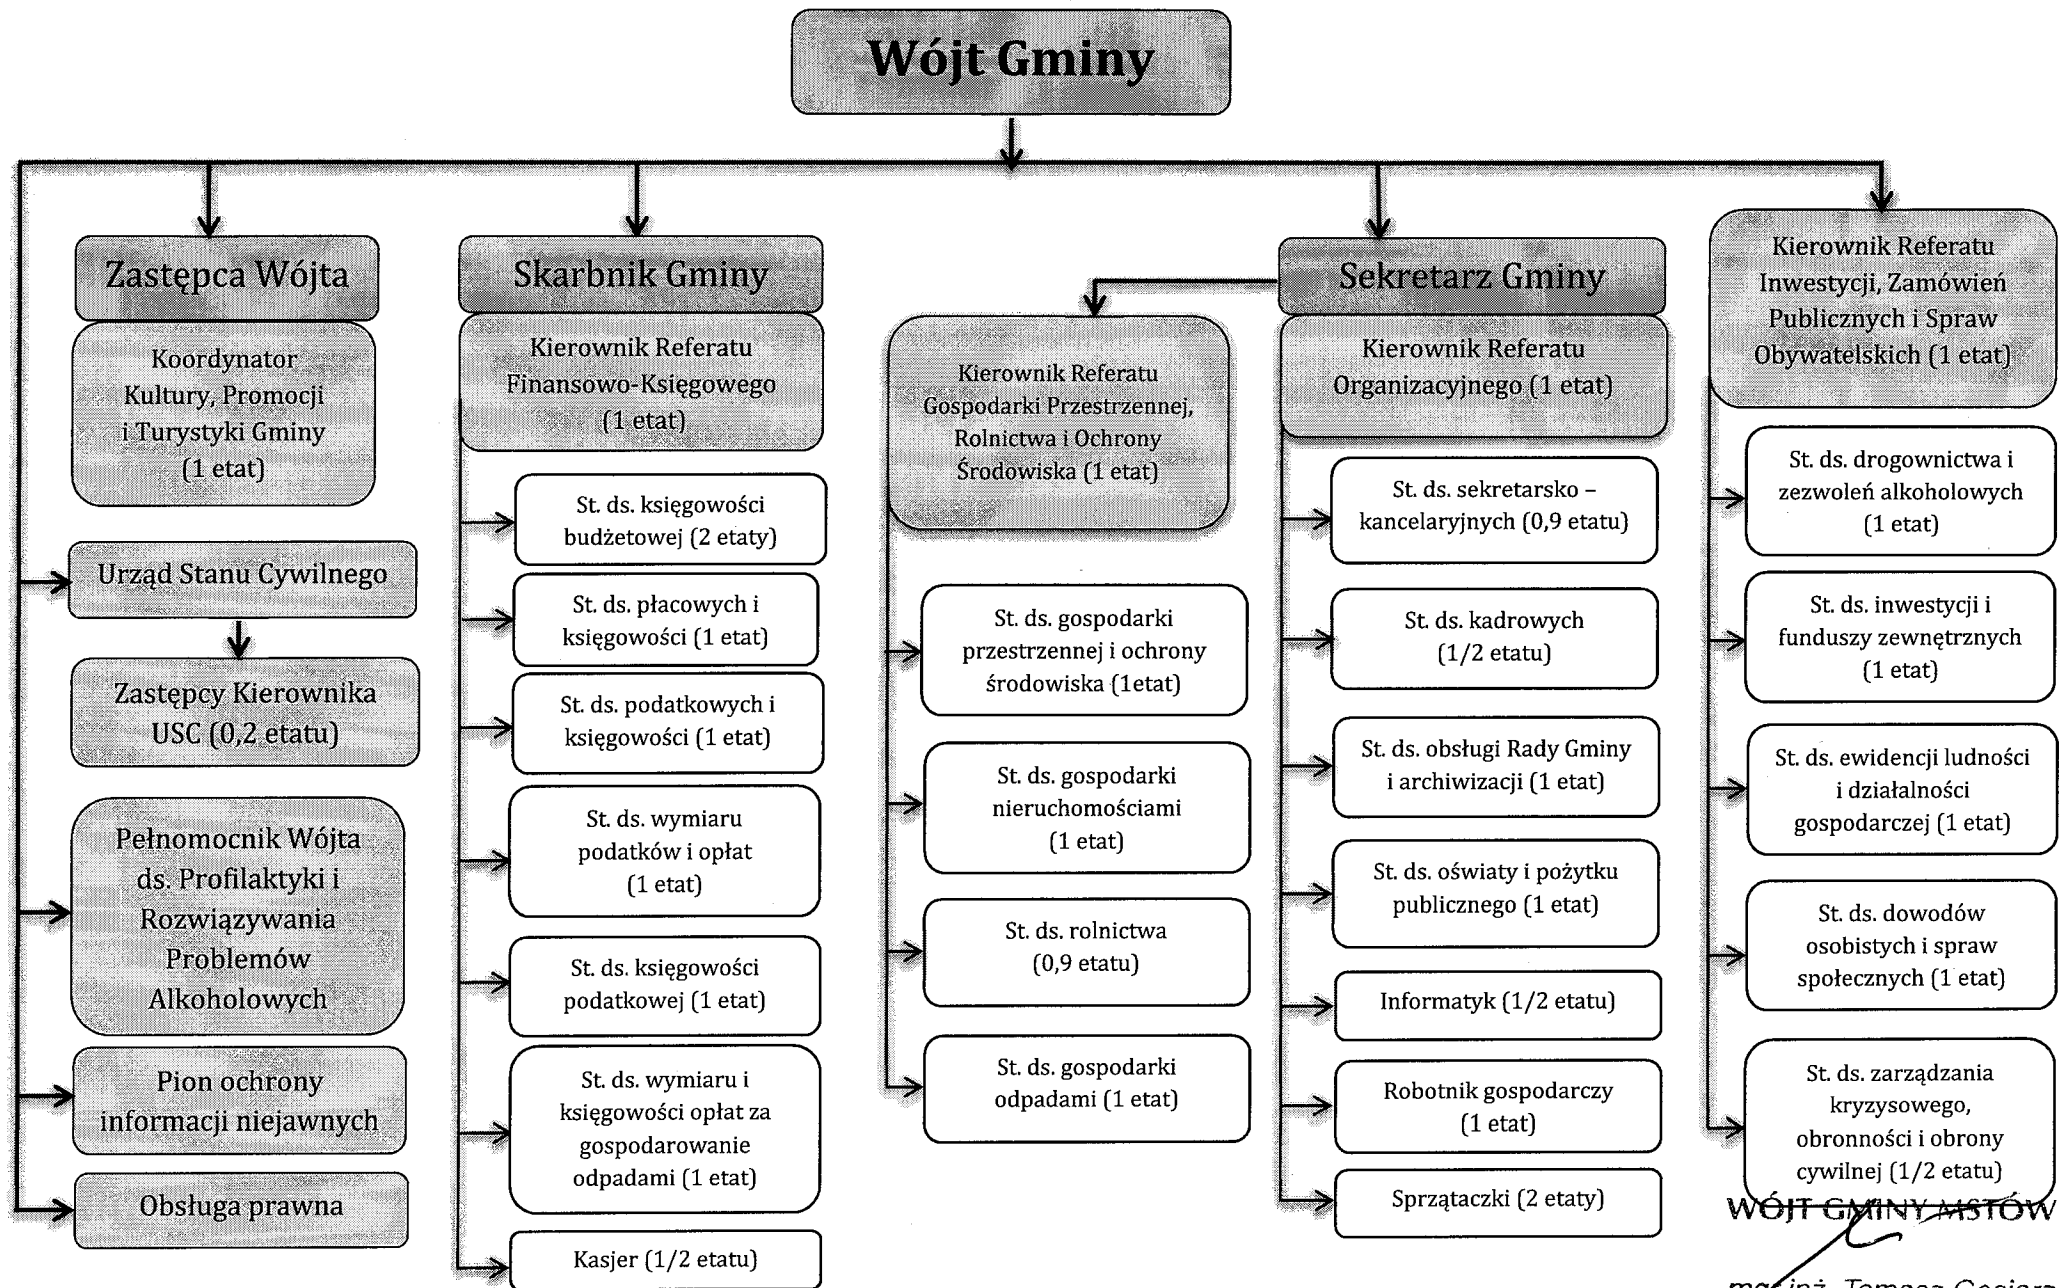 Wójt Gminy
Zastępca Wójta
Koordynator
Kultury, Promocji
i Turystyki Gminy
(1 etat)
Urząd Stanu Cywilnego
Zastępcy Kierownika
USC (0,2 etatu)
Pełnomocnik Wójta
ds. Profilaktyki i
Rozwiązywania
Problemów
Alkoholowych
Pion ochrony
informacji niejawnych
Obsługa prawna
Skarbnik Gminy
Kierownik Referatu
Finansowo-Księgowego
(1 etat)
St. ds. księgowości
budżetowej (2 etaty)
St. ds. płacowych i
księgowości (1 etat)
St. ds. podatkowych i
księgowości (1 etat)
St. ds. wymiaru
podatków i opłat
(1 etat)
St. ds. księgowości
podatkowej (1 etat)
St. ds. wymiaru i
księgowości opłat za
gospodarowanie
odpadami (1 etat)
Kasjer (1/2 etatu)
Kierownik Referatu
Gospodarki Przestrzennej,
Rolnictwa i Ochrony
Środowiska (1 etat)
St. ds. gospodarki
przestrzennej i ochrony
środowiska (1etat)
St. ds. gospodarki
nieruchomościami
(1 etat)
St. ds. rolnictwa
(0,9 etatu)
St. ds. gospodarki
odpadami (1 etat)
Sekretarz Gminy
Kierownik Referatu
Organizacyjnego (1 etat)
St. ds. sekretarsko –
kancelaryjnych (0,9 etatu)
St. ds. kadrowych
(1/2 etatu)
St. ds. obsługi Rady Gminy
i archiwizacji (1 etat)
St. ds. oświaty i pożytku
publicznego (1 etat)
Informatyk (1/2 etatu)
Robotnik gospodarczy
(1 etat)
Sprzątaczki (2 etaty)
Kierownik Referatu
Inwestycji, Zamówień
Publicznych i Spraw
Obywatelskich (1 etat)
St. ds. drogownictwa i
zezwoleń alkoholowych
(1 etat)
St. ds. inwestycji i
funduszy zewnętrznych
(1 etat)
St. ds. ewidencji ludności
i działalności
gospodarczej (1 etat)
St. ds. dowodów
osobistych i spraw
społecznych (1 etat)
St. ds. zarządzania
kryzysowego,
obronności i obrony
cywilnej (1/2 etatu)
WÓJT GMINY MSTÓW
mgr inż. Tomasz